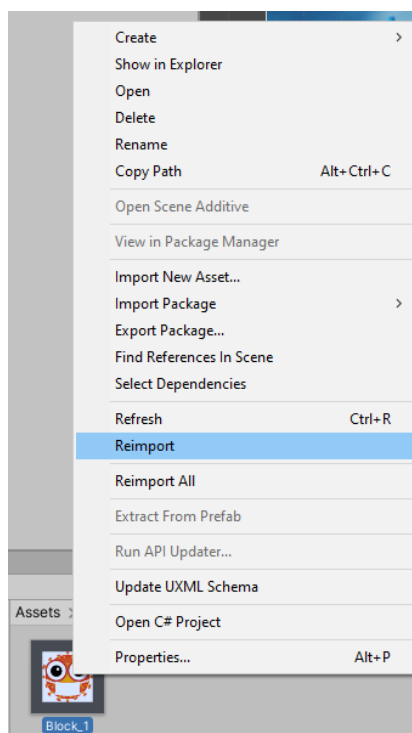 Create
Show in Explorer
Open
Delete
Rename
Copy Path Alt+Ctrl+C
Open Scene Additive
View in Package Manager
Import New Asset...
Import Package
Export Package...
Find References In Scene
Select Dependencies
Refresh Ctrl+R
Reimport
Reimport All
Extract From Prefab
Run API Updater...
Update UXML Schema
Open C# Project
Properties... Alt+P
Assets
Block_1